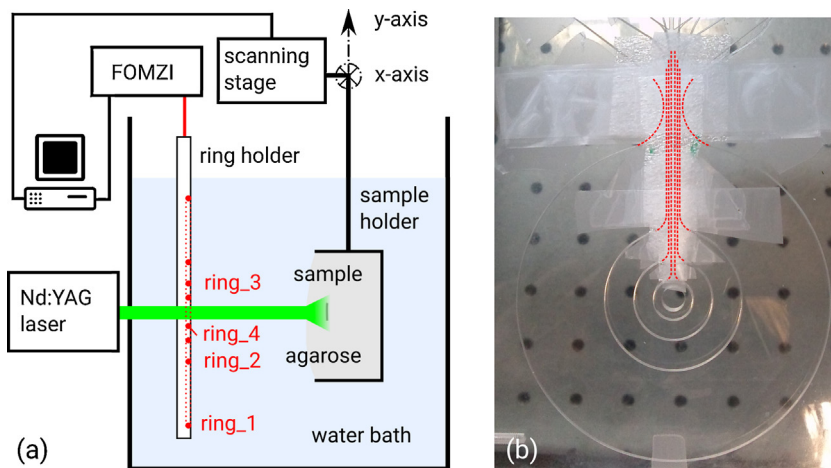 y-axis
scanning
stage
x-axis
FOMZI
ring holder
sample
holder
ring_3
sample
Nd:YAG
laser
ring_4
ring_2
agarose
ring_1
water bath
(a)
(b)